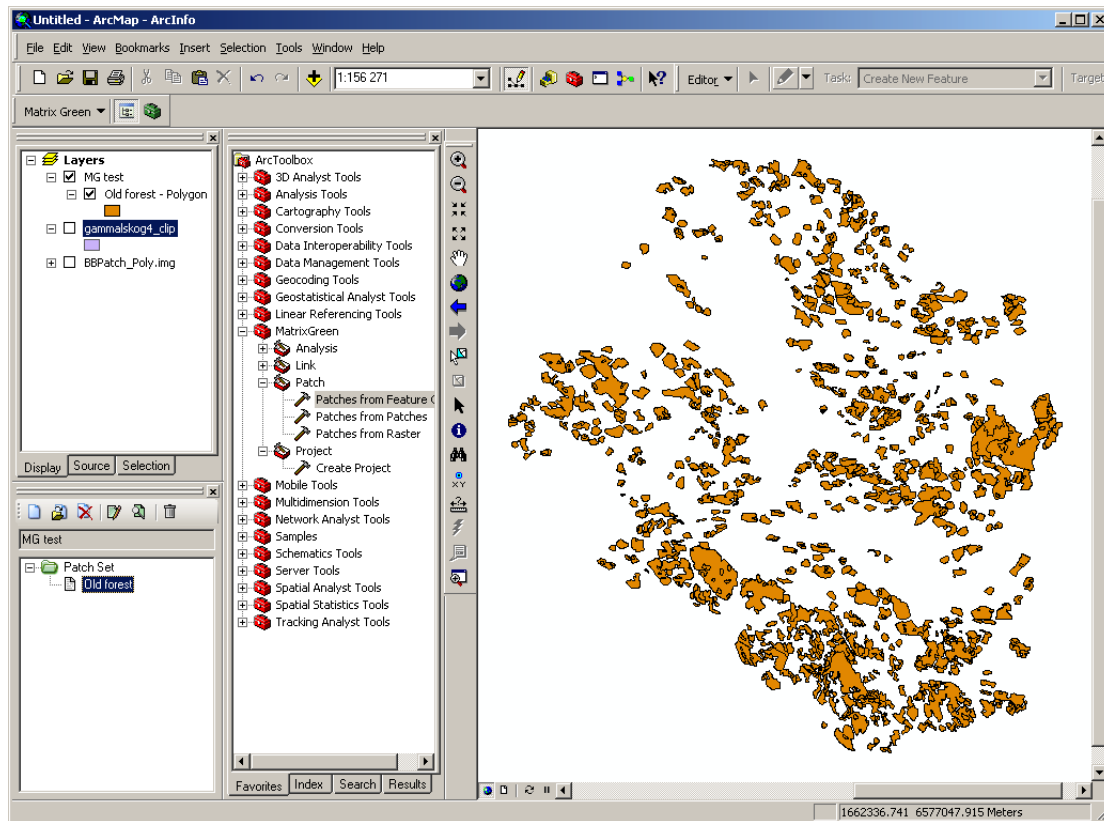 Untitled - ArcMap - ArcInfo
File Edit View Bookmarks Insert Selection Tools Window Help
1:156 271
Editor
Task: Create New Feature
Target
Matrix Green
Layers
MG test
Old forest - Polygon
gammalskog4_clip
BBPatch_Poly.img
Display Source Selection
MG test
Patch Set
Old forest
ArcToolbox
3D Analyst Tools
Analysis Tools
Cartography Tools
Conversion Tools
Data Interoperability Tools
Data Management Tools
Geocoding Tools
Geostatistical Analyst Tools
Linear Referencing Tools
MatrixGreen
Analysis
Link
Patch
Patches from Feature C
Patches from Patches
Patches from Raster
Project
Create Project
Mobile Tools
Multidimension Tools
Network Analyst Tools
Samples
Schematics Tools
Server Tools
Spatial Analyst Tools
Spatial Statistics Tools
Tracking Analyst Tools
Favorites Index Search Results
XY
1662336.741 6577047.915 Meters